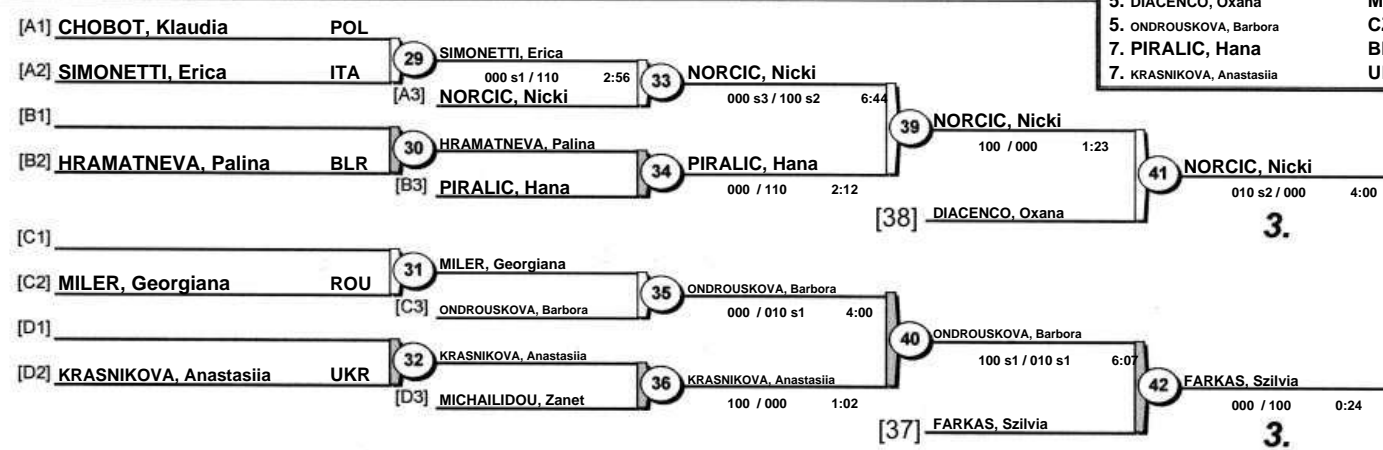 5. DIACENCO, Oxana
5. ONDROUSKOVA, Barbora
7. PIRALIC, Hana
7. KRASNIKOVA, Anastasiia
[A1] CHOBOT, Klaudia POL
29
SIMONETTI, Erica
[A2] SIMONETTI, Erica ITA
000 s1 / 110 2:56
33
NORCIC, Nicki
[A3] NORCIC, Nicki
000 s3 / 100 s2 6:44
[B1]
39
NORCIC, Nicki
30
HRAMATNEVA, Palina
100 / 000 1:23
[B2] HRAMATNEVA, Palina BLR
34
PIRALIC, Hana
41
NORCIC, Nicki
[B3] PIRALIC, Hana
000 / 110 2:12
010 s2 / 000 4:00
[38] DIACENCO, Oxana
3.
[C1]
31
MILER, Georgiana
[C2] MILER, Georgiana ROU
35
ONDROUSKOVA, Barbora
[C3] ONDROUSKOVA, Barbora
000 / 010 s1 4:00
[D1]
40
ONDROUSKOVA, Barbora
32
KRASNIKOVA, Anastasiia
100 s1 / 010 s1 6:07
[D2] KRASNIKOVA, Anastasiia UKR
36
KRASNIKOVA, Anastasiia
42
FARKAS, Szilvia
[D3] MICHAILIDOU, Zanet
100 / 000 1:02
000 / 100 0:24
[37] FARKAS, Szilvia
3.